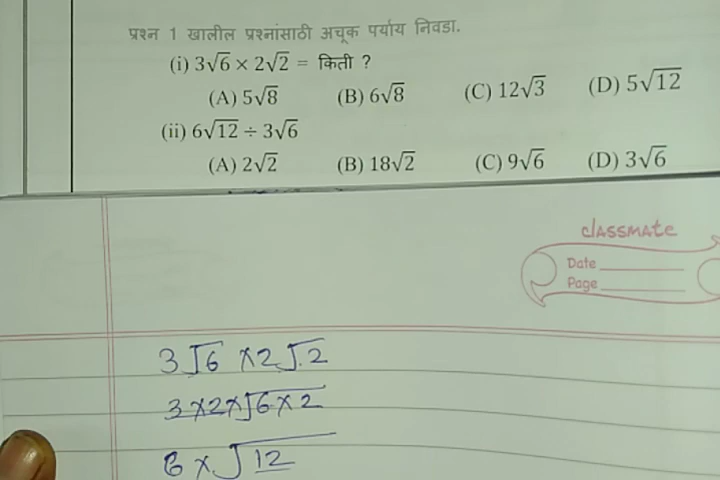 प्रश्न 1 खालील प्रश्नांसाठी अचूक पर्याय निवडा.
(i) 3√6 × 2√2 = किती ?
(A) 5√8 (B) 6√8 (C) 12√3 (D) 5√12
(ii) 6√12 ÷ 3√6
(A) 2√2 (B) 18√2 (C) 9√6 (D) 3√6
classmate
Date
Page
3√6 × 2√2
3×2×√6×2
6 × √12